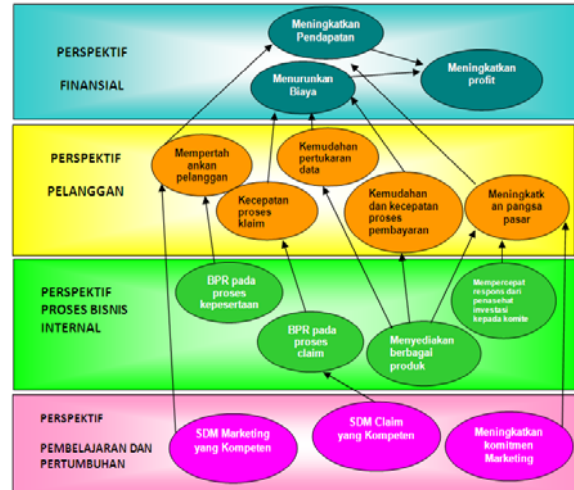 PERSPEKTIF
FINANSIAL
Meningkatkan
Pendapatan
Menurunkan
Biaya
Meningkatkan
profit
PERSPEKTIF
PELANGGAN
Mempertah
ankan
pelanggan
Kecepatan
proses
klaim
Kemudahan
pertukaran
data
Kemudahan
dan kecepatan
proses
pembayaran
Meningkatk
an pangsa
pasar
PERSPEKTIF
PROSES BISNIS
INTERNAL
BPR pada
proses
kepesertaan
BPR pada
proses
claim
Menyediakan
berbagai
produk
Mempercepat
respons dari
penasehat
investasi
kepada komite
PERSPEKTIF
PEMBELAJARAN DAN
PERTUMBUHAN
SDM Marketing
yang Kompeten
SDM Claim
yang Kompeten
Meningkatkan
komitmen
Marketing